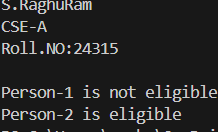 S.RaghuRam
CSE-A
Roll.NO:24315
Person-1 is not eligible
Person-2 is eligible